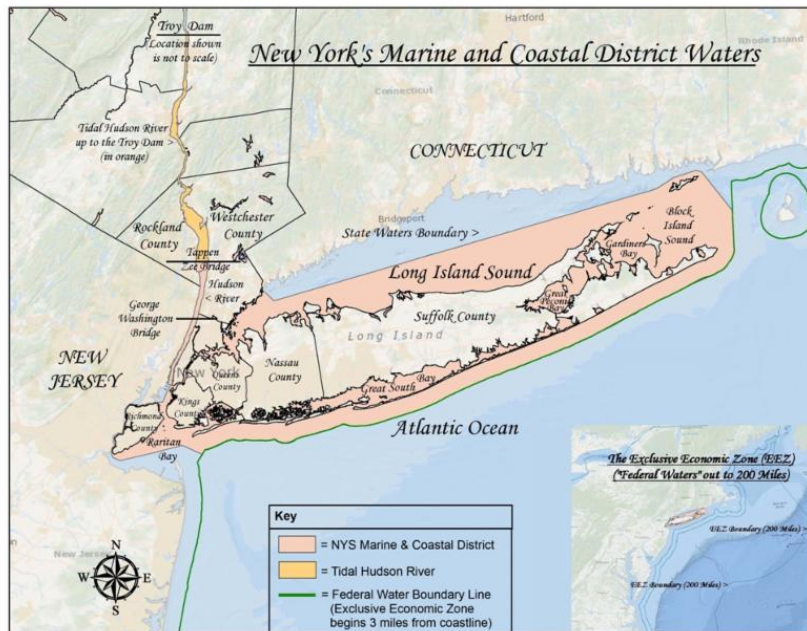 Troy Dam
(Location shown
is not to scale)
New York's Marine and Coastal District Waters
Hartford
Rhode Island
Connecticut
Tidal Hudson River
up to the Troy Dam >
(in orange)
CONNECTICUT
Rockland
County
Westchester
County
Bridgeport
State Waters Boundary >
Block
Island
Sound
Gardiners
Bay
Tappen
Zee Bridge
Long Island Sound
Hudson
< River
Great
Peconic
Bay
George
Washington
Bridge
Suffolk County
Long Island
NEW
JERSEY
New York
Queens
County
Nassau
County
Great South
Bay
Kings
County
Richmond
County
Raritan
Bay
Atlantic Ocean
The Exclusive Economic Zone (EEZ)
("Federal Waters" out to 200 Miles)
EEZ Boundary (200 Miles) >
EEZ Boundary (200 Miles) >
New Jersey
N
W
E
S
Key
= NYS Marine & Coastal District
= Tidal Hudson River
= Federal Water Boundary Line
(Exclusive Economic Zone
begins 3 miles from coastline)